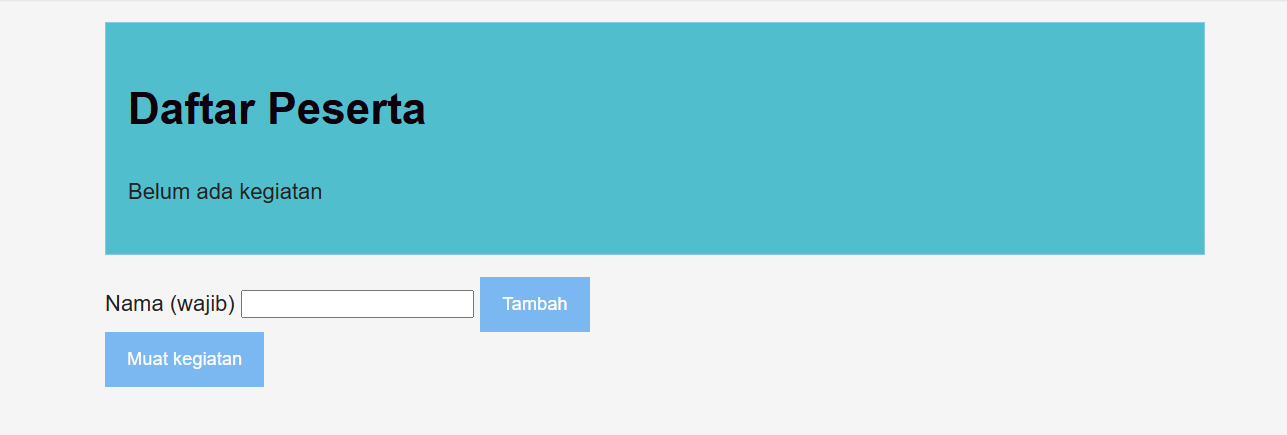 Daftar Peserta
Belum ada kegiatan
Nama (wajib) Tambah
Muat kegiatan